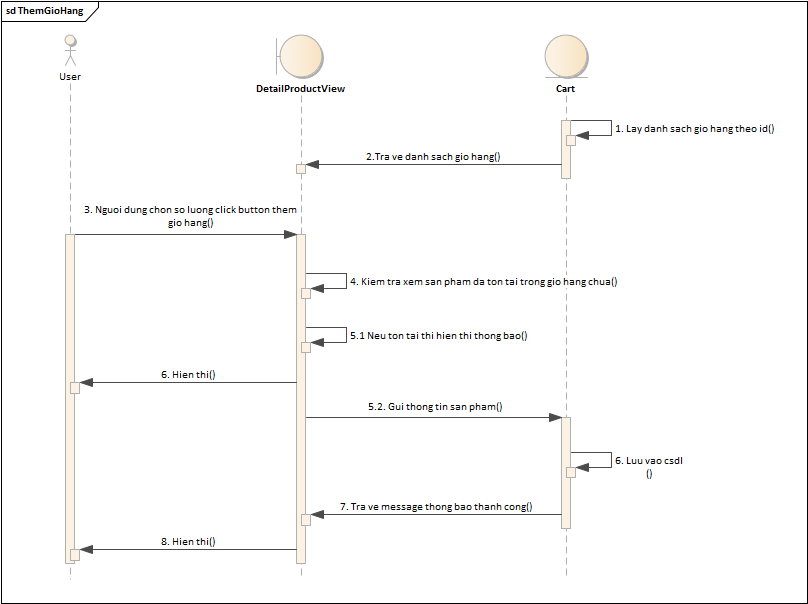 sd ThemGioHang
User
DetailProductView
Cart
1. Lay danh sach gio hang theo id()
2.Tra ve danh sach gio hang()
3. Nguoi dung chon so luong click button them
gio hang()
4. Kiem tra xem san pham da ton tai trong gio hang chua()
5.1 Neu ton tai thi hien thi thong bao()
6. Hien thi()
5.2. Gui thong tin san pham()
6. Luu vao csdl
()
7. Tra ve message thong bao thanh cong()
8. Hien thi()